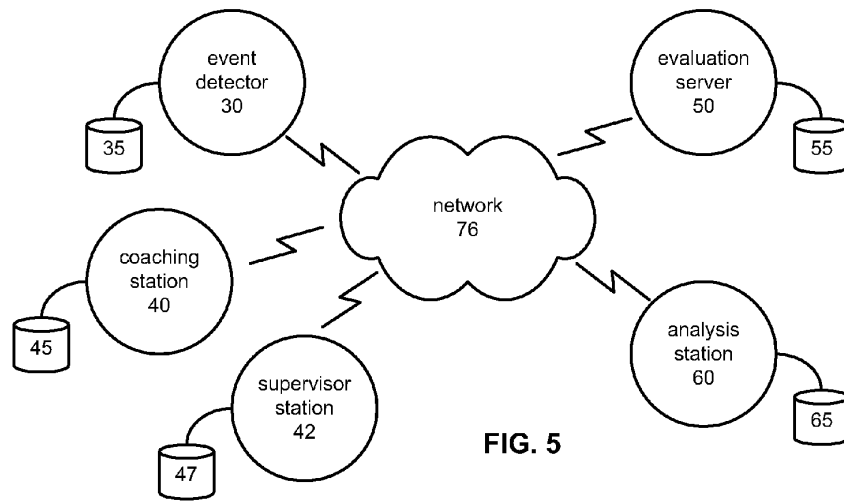 event
detector
30
35
evaluation
server
50
55
network
76
coaching
station
40
45
supervisor
station
42
47
analysis
station
60
65
FIG. 5